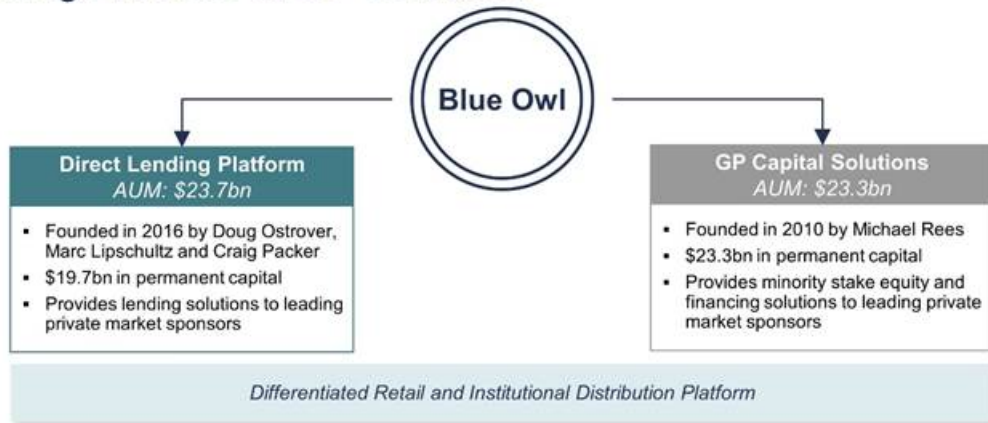 Blue Owl
Direct Lending Platform
AUM: $23.7bn
▪ Founded in 2016 by Doug Ostrover,
Marc Lipschultz and Craig Packer
▪ $19.7bn in permanent capital
▪ Provides lending solutions to leading
private market sponsors
GP Capital Solutions
AUM: $23.3bn
▪ Founded in 2010 by Michael Rees
▪ $23.3bn in permanent capital
▪ Provides minority stake equity and
financing solutions to leading private
market sponsors
Differentiated Retail and Institutional Distribution Platform